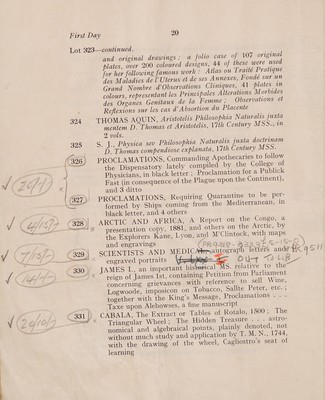 First Day 20
Lot 323—continued.
and original drawings; a folio case of 107 original
plates, over 200 coloured designs, 44 of these were used
for her following famous work: Atlas ou Traité Pratique
des Maladies de l'Uterus et de ses Annexes, Fondé sur un
Grand Nombre d'Observations Cliniques, 41 plates in
colours, representant les Principales Alterations Morbides
des Organes Genitaux de la Femme; Observations et
Reflexions sur les cas d'Absortion du Placente
324 THOMAS AQUIN, Aristotelis Philosophia Naturalis juxta
mentem D. Thomas et Aristotelis, 17th Century MSS., in
2 vols.
325 S. J., Physica seu Philosophia Naturalis juxta doctrinam
D. Thomas compendiose explanata, 17th Century MSS.
326 PROCLAMATIONS, Commanding Apothecaries to follow
the Dispensatory lately compiled by the College of
Physicians, in black letter; Proclamation for a Publick
Fast (in consequence of the Plague upon the Continent),
and 3 ditto
327 PROCLAMATIONS, Requiring Quarantine to be per-
formed by Ships coming from the Mediterranean, in
black letter, and 4 others
328 ARCTIC AND AFRICA, A Report on the Congo, a
presentation copy, 1881, and others on the Arctic, by
the Explorers Kane, Lyon, and M'Clintock, with maps
and engravings
329 SCIENTISTS AND MEDICAL autograph letters and
engraved portraits OUT TO LIB
330 JAMES I., an important historical MS. relative to the
reign of James 1st, contained a Petition from Parliament
concerning grievances with reference to sell Wine,
Logwoode, imposition on Tobacco, Sallte Peter, etc.;
together with the King's Message, Proclamations . . .
Taxe upon Alehowses, a fine manuscript
331 CABALA, The Extract or Tables of Rotalo, 1800; The
Triangular Wheel; The Hidden Treasure . . . astro-
nomical and algebraical points, plainly denoted, not
without much study and application by T. M. N., 1744,
with the drawing of the wheel, Cagliostro's seat of
learning